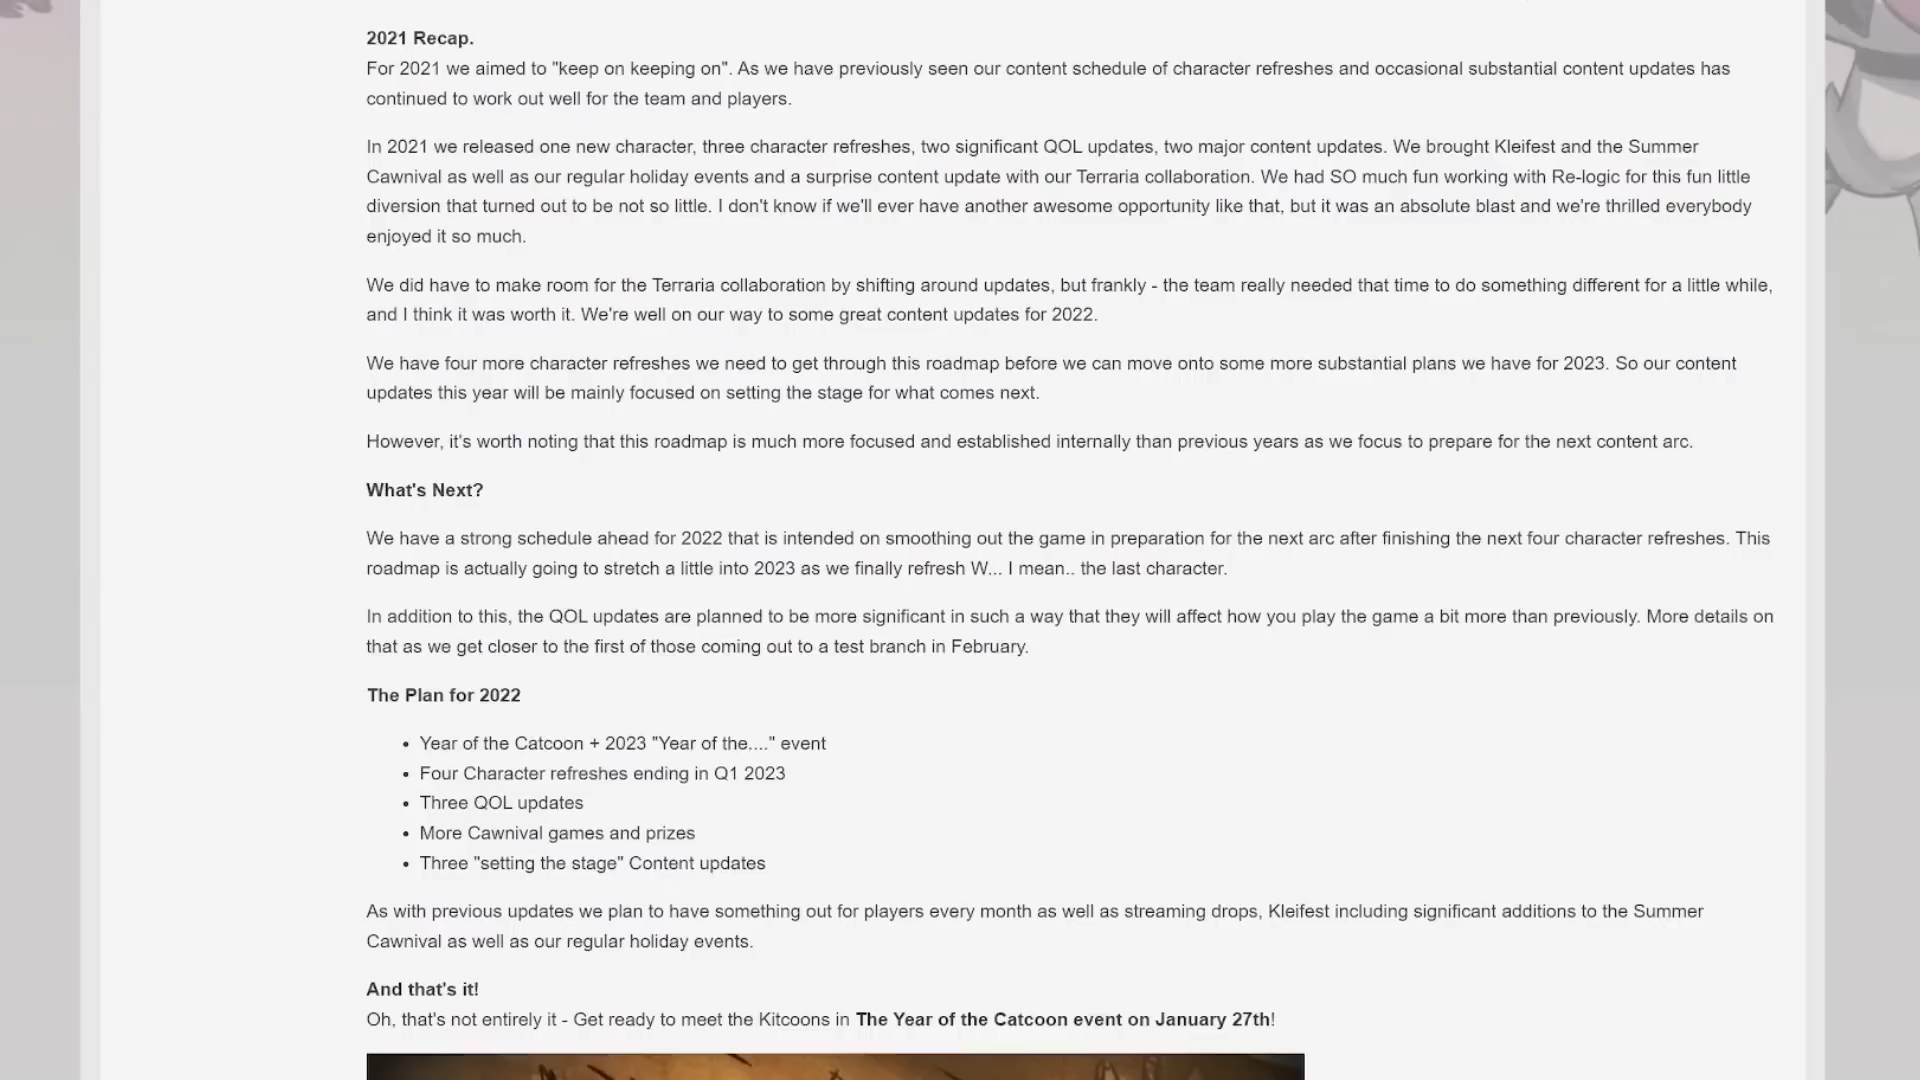 2021 Recap.
For 2021 we aimed to "keep on keeping on". As we have previously seen our content schedule of character refreshes and occasional substantial content updates has
continued to work out well for the team and players.
In 2021 we released one new character, three character refreshes, two significant QOL updates, two major content updates. We brought Kleifest and the Summer
Cawnival as well as our regular holiday events and a surprise content update with our Terraria collaboration. We had SO much fun working with Re-logic for this fun little
diversion that turned out to be not so little. I don't know if we'll ever have another awesome opportunity like that, but it was an absolute blast and we're thrilled everybody
enjoyed it so much.
We did have to make room for the Terraria collaboration by shifting around updates, but frankly - the team really needed that time to do something different for a little while,
and I think it was worth it. We're well on our way to some great content updates for 2022.
We have four more character refreshes we need to get through this roadmap before we can move onto some more substantial plans we have for 2023. So our content
updates this year will be mainly focused on setting the stage for what comes next.
However, it's worth noting that this roadmap is much more focused and established internally than previous years as we focus to prepare for the next content arc.
What's Next?
We have a strong schedule ahead for 2022 that is intended on smoothing out the game in preparation for the next arc after finishing the next four character refreshes. This
roadmap is actually going to stretch a little into 2023 as we finally refresh W... I mean.. the last character.
In addition to this, the QOL updates are planned to be more significant in such a way that they will affect how you play the game a bit more than previously. More details on
that as we get closer to the first of those coming out to a test branch in February.
The Plan for 2022
• Year of the Catcoon + 2023 "Year of the...." event
• Four Character refreshes ending in Q1 2023
• Three QOL updates
• More Cawnival games and prizes
• Three "setting the stage" Content updates
As with previous updates we plan to have something out for players every month as well as streaming drops, Kleifest including significant additions to the Summer
Cawnival as well as our regular holiday events.
And that's it!
Oh, that's not entirely it - Get ready to meet the Kitcoons in The Year of the Catcoon event on January 27th!